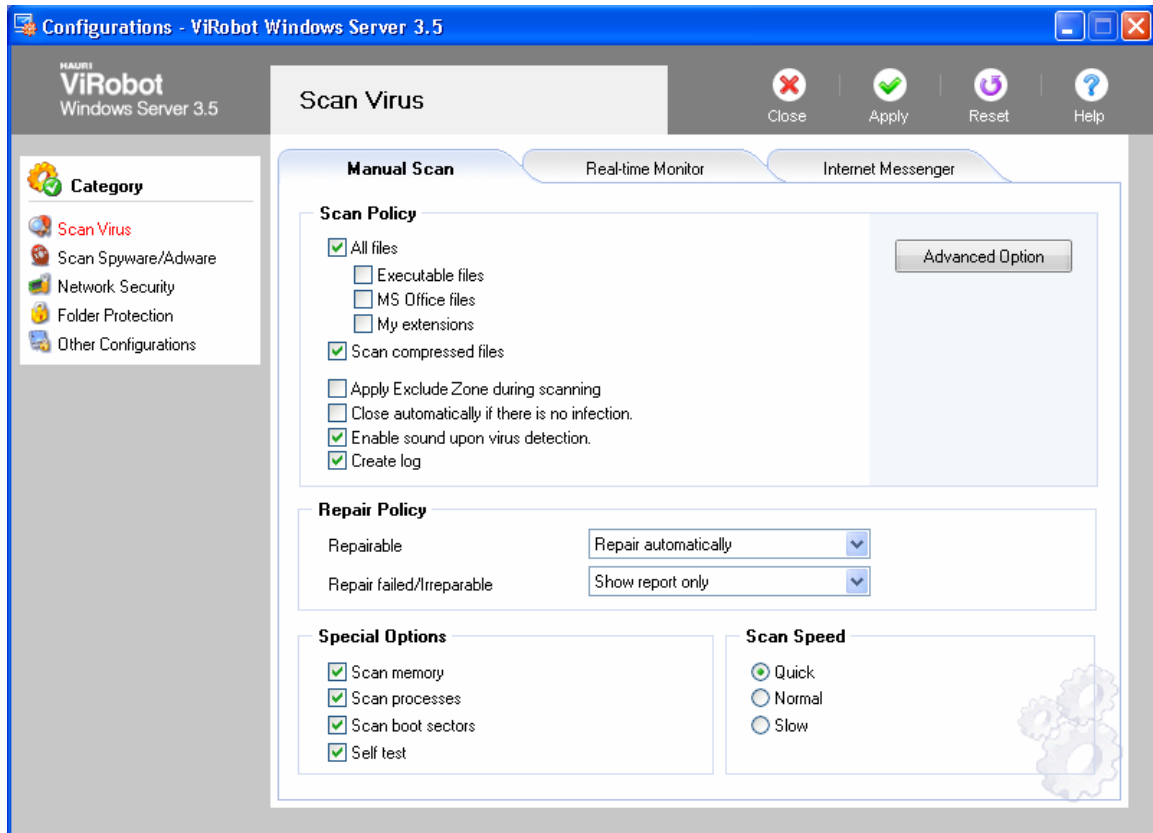 Configurations - ViRobot Windows Server 3.5
HAURI
ViRobot
Windows Server 3.5
Scan Virus
Close
Apply
Reset
Help
Category
Scan Virus
Scan Spyware/Adware
Network Security
Folder Protection
Other Configurations
Manual Scan
Real-time Monitor
Internet Messenger
Scan Policy
All files
Executable files
MS Office files
My extensions
Scan compressed files
Apply Exclude Zone during scanning
Close automatically if there is no infection.
Enable sound upon virus detection.
Create log
Advanced Option
Repair Policy
Repairable
Repair automatically
Repair failed/Irreparable
Show report only
Special Options
Scan memory
Scan processes
Scan boot sectors
Self test
Scan Speed
Quick
Normal
Slow